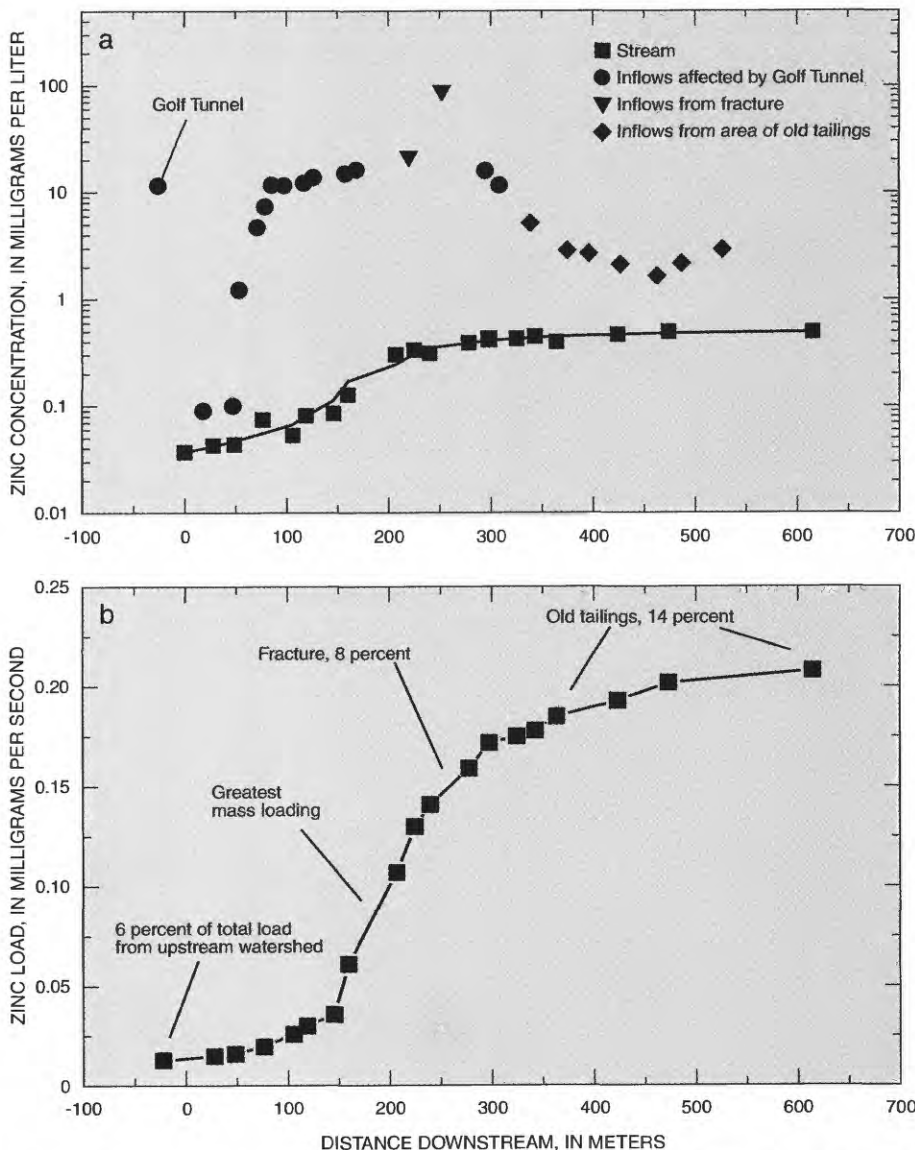 a
Stream
Inflows affected by Golf Tunnel
Inflows from fracture
Inflows from area of old tailings
Golf Tunnel
ZINC CONCENTRATION, IN MILLIGRAMS PER LITER
100
10
1
0.1
0.01
-100 0 100 200 300 400 500 600 700
b
Old tailings, 14 percent
Fracture, 8 percent
Greatest
mass loading
6 percent of total load
from upstream watershed
ZINC LOAD, IN MILLIGRAMS PER SECOND
0.25
0.20
0.15
0.10
0.05
0
-100 0 100 200 300 400 500 600 700
DISTANCE DOWNSTREAM, IN METERS